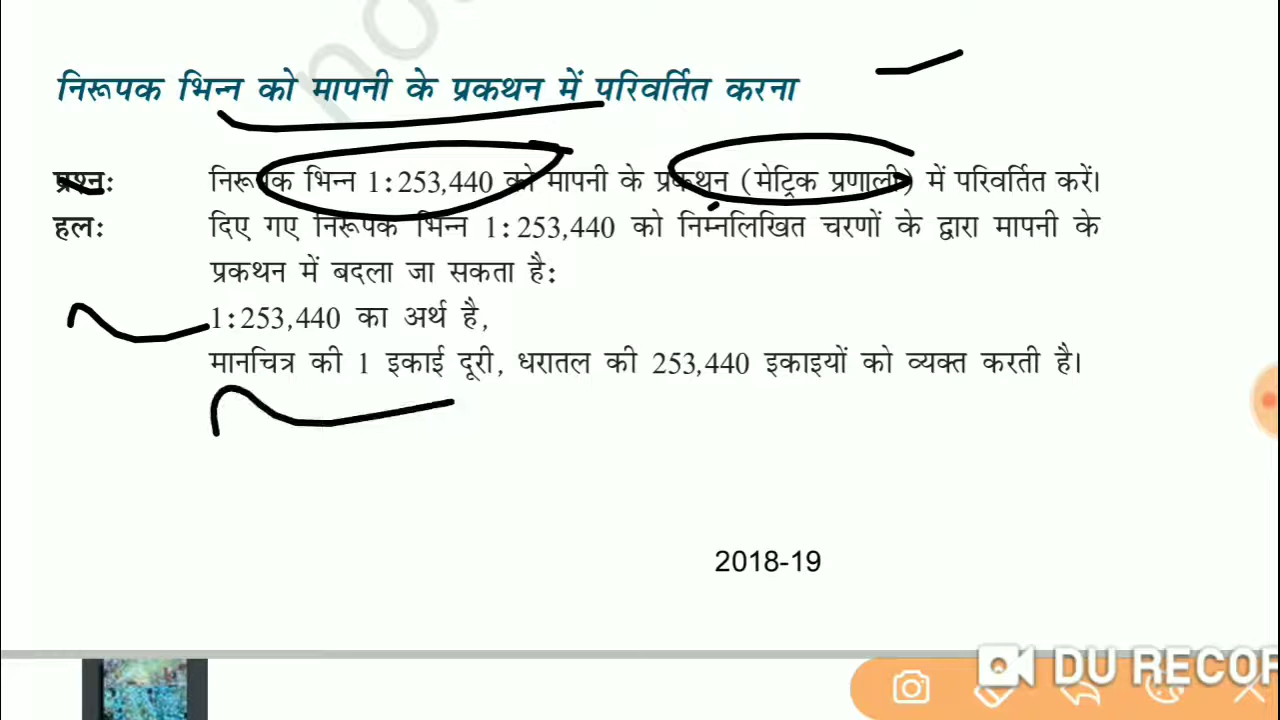 no
निरूपक भिन्न को मापनी के प्रकथन में परिवर्तित करना
प्रश्न: निरूपक भिन्न 1:253,440 को मापनी के प्रकथन (मेट्रिक प्रणाली) में परिवर्तित करें।
हल: दिए गए निरूपक भिन्न 1:253,440 को निम्नलिखित चरणों के द्वारा मापनी के
प्रकथन में बदला जा सकता है:
1:253,440 का अर्थ है,
मानचित्र की 1 इकाई दूरी, धरातल की 253,440 इकाइयों को व्यक्त करती है।
2018-19
DU RECOR